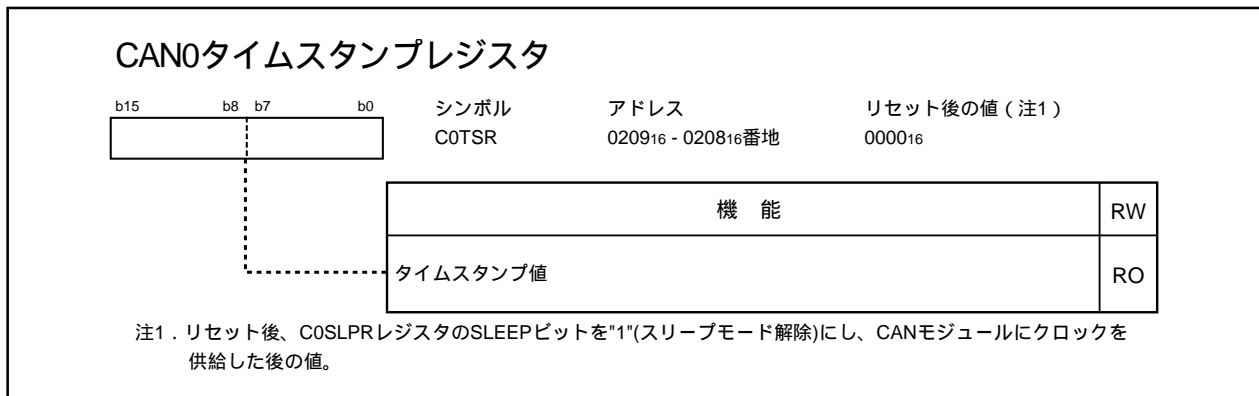 CAN0タイムスタンプレジスタ
b15 b8 b7 b0
シンボル アドレス リセット後の値(注1)
C0TSR 020916 - 020816番地 000016
機 能 RW
タイムスタンプ値 RO
注1.リセット後、C0SLPRレジスタのSLEEPビットを"1"(スリープモード解除)にし、CANモジュールにクロックを
供給した後の値。